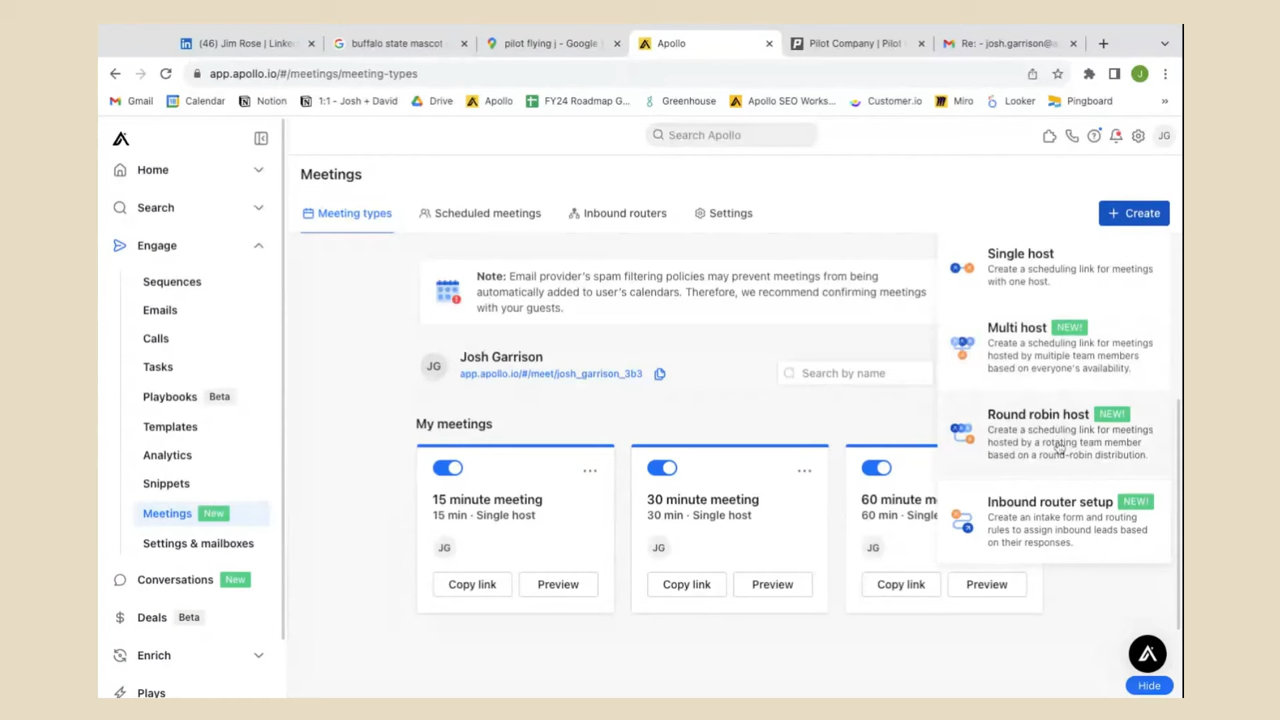 (46) Jim Rose | Linke
buffalo state mascot
pilot flying j - Google
Apollo
Pilot Company | Pilot
Re: - josh.garrison@a
app.apollo.io/#/meetings/meeting-types
J
Gmail
Calendar
Notion
1:1 - Josh + David
Drive
Apollo
FY24 Roadmap G...
Greenhouse
Apollo SEO Works...
Customer.io
Miro
Looker
Pingboard
»
Search Apollo
JG
Home
Search
Engage
Sequences
Emails
Calls
Tasks
Playbooks Beta
Templates
Analytics
Snippets
Meetings New
Settings & mailboxes
Conversations New
Deals Beta
Enrich
Plays
Meetings
Meeting types
Scheduled meetings
Inbound routers
Settings
+ Create
Note: Email provider's spam filtering policies may prevent meetings from being
automatically added to user's calendars. Therefore, we recommend confirming meetings
with your guests.
JG
Josh Garrison
app.apollo.io/#/meet/josh_garrison_3b3
Search by name
My meetings
15 minute meeting
15 min · Single host
JG
Copy link
Preview
30 minute meeting
30 min · Single host
JG
Copy link
Preview
60 minute m
60 min · Single
JG
Copy link
Preview
Single host
Create a scheduling link for meetings
with one host.
Multi host NEW!
Create a scheduling link for meetings
hosted by multiple team members
based on everyone's availability.
Round robin host NEW!
Create a scheduling link for meetings
hosted by a rotating team member
based on a round-robin distribution.
Inbound router setup NEW!
Create an intake form and routing
rules to assign inbound leads based
on their responses.
Hide